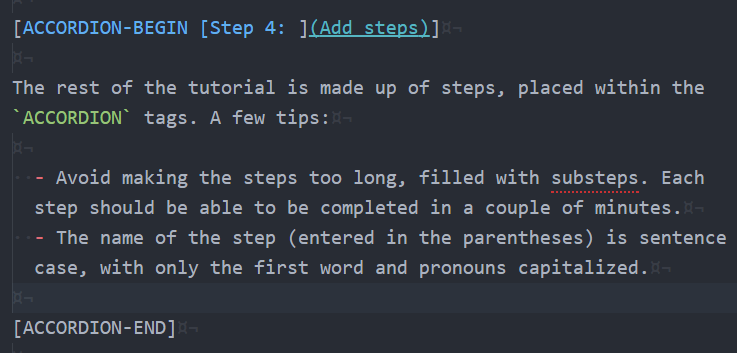 [ACCORDION-BEGIN [Step 4: ](Add steps)]
The rest of the tutorial is made up of steps, placed within the
`ACCORDION` tags. A few tips:
- Avoid making the steps too long, filled with substeps. Each
step should be able to be completed in a couple of minutes.
- The name of the step (entered in the parentheses) is sentence
case, with only the first word and pronouns capitalized.
[ACCORDION-END]